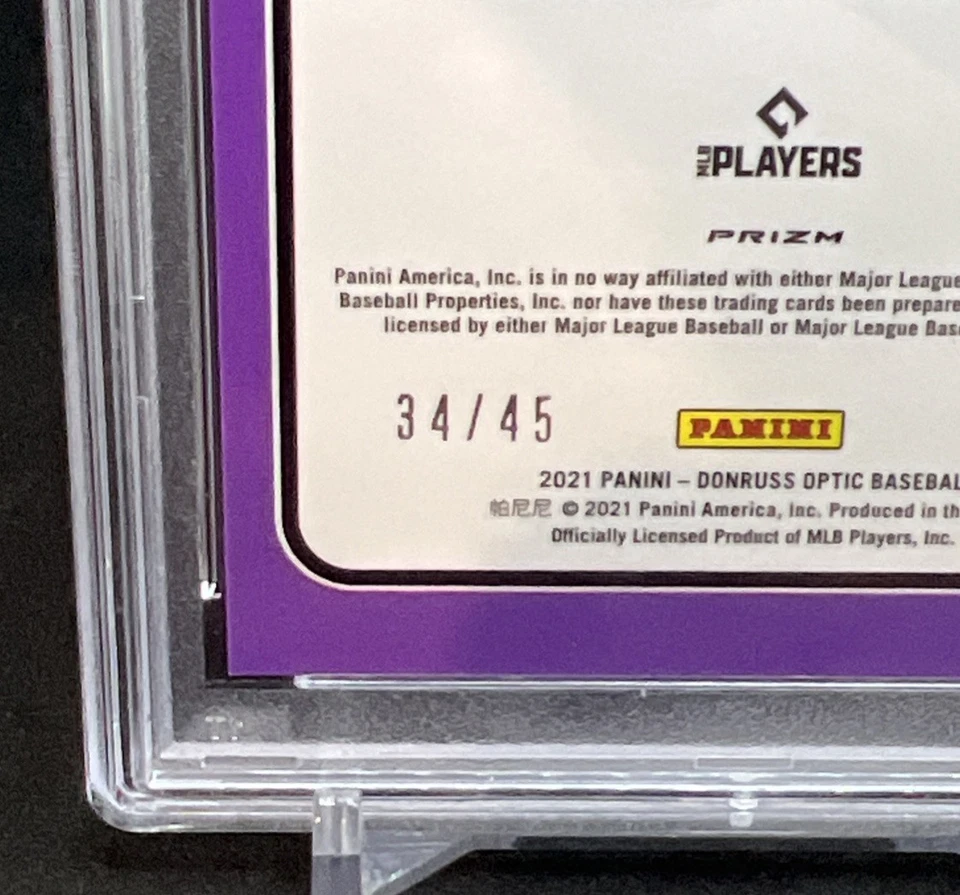 MLB PLAYERS
PRIZM
Panini America, Inc. is in no way affiliated with either Major League
Baseball Properties, Inc. nor have these trading cards been prepare
licensed by either Major League Baseball or Major League Bas
34/45
PANINI
2021 PANINI – DONRUSS OPTIC BASEBAL
帕尼尼 © 2021 Panini America, Inc. Produced in th
Officially Licensed Product of MLB Players, Inc.